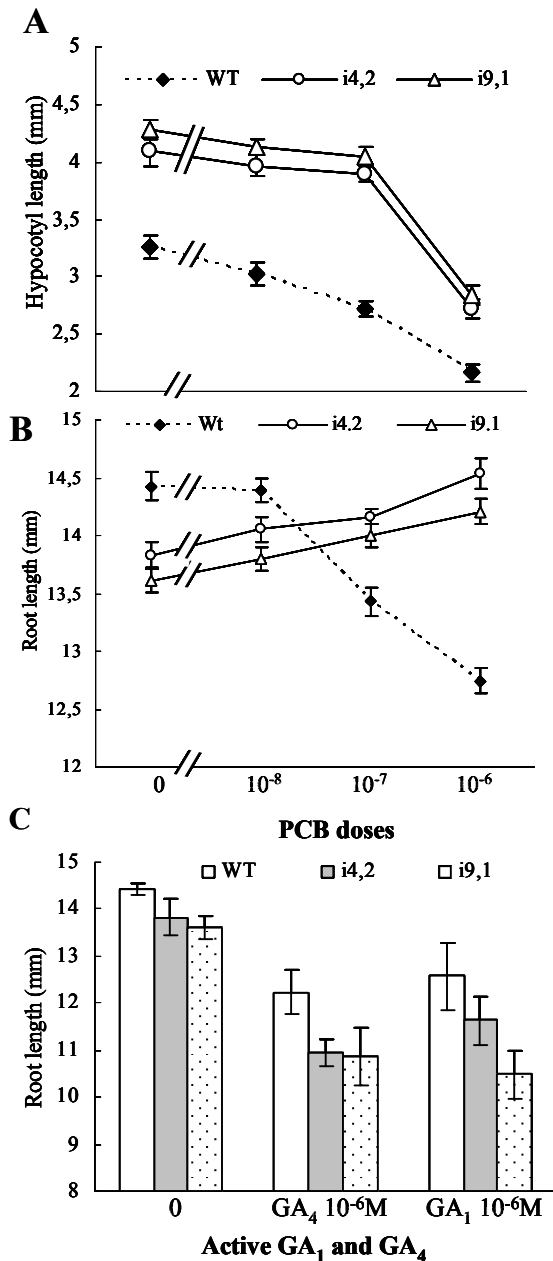 A
5
WT i4,2 i9,1
4,5
4
3,5
3
2,5
2
Hypocotyl length (mm)
B
15
Wt i4.2 i9.1
14,5
14
13,5
13
12,5
12
Root length (mm)
0 10-8 10-7 10-6
PCB doses
C
15
WT i4,2 i9,1
14
13
12
11
10
9
8
Root length (mm)
0 GA4 10-6M GA1 10-6M
Active GA1 and GA4